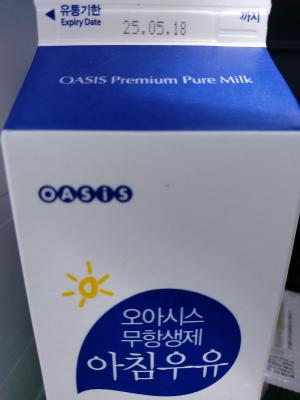 유통기한
까지
Expiry Date
25.05.18
OASIS Premium Pure Milk
OASIS
오아시스
무항생제
아침우유